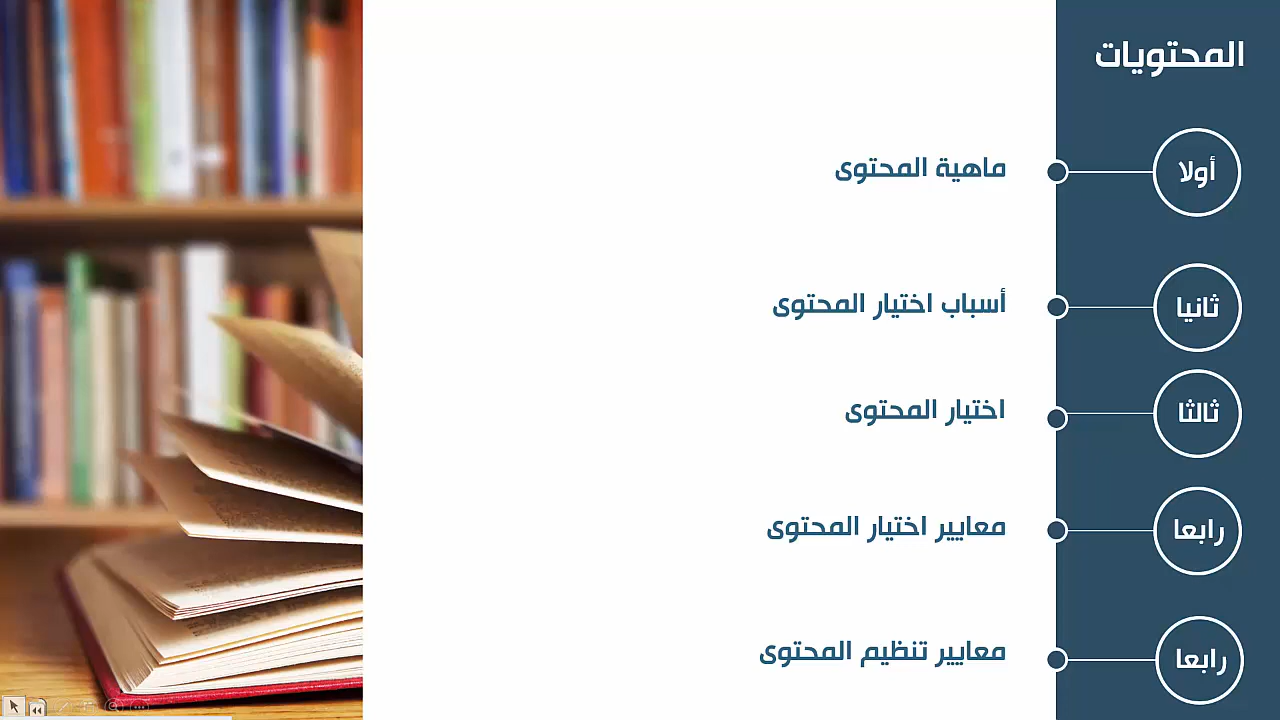 المحتويات
أولا
ماهية المحتوى
ثانيا
أسباب اختيار المحتوى
ثالثا
اختيار المحتوى
رابعا
معايير اختيار المحتوى
رابعا
معايير تنظيم المحتوى